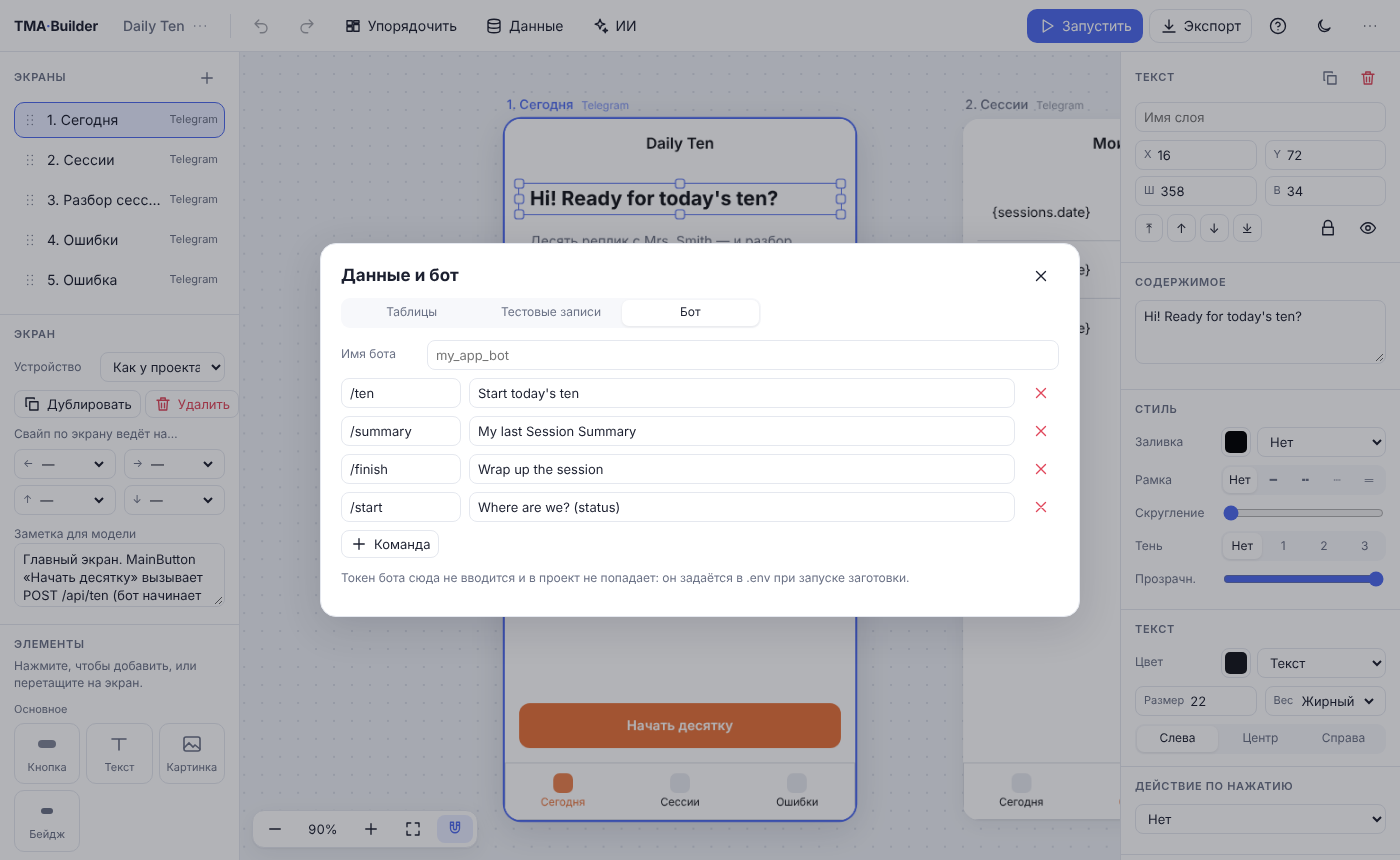 TMA·Builder
Daily Ten
Упорядочить
Данные
ИИ
Запустить
Экспорт
ЭКРАНЫ
1. Сегодня Telegram
2. Сессии Telegram
3. Разбор сесс... Telegram
4. Ошибки Telegram
5. Ошибка Telegram
ЭКРАН
Устройство Как у проекта
Дублировать Удалить
Свайп по экрану ведёт на...
← — → —
↑ — ↓ —
Заметка для модели
Главный экран. MainButton
«Начать десятку» вызывает
POST /api/ten (бот начинает
ЭЛЕМЕНТЫ
Нажмите, чтобы добавить, или
перетащите на экран.
Основное
Кнопка Текст Картинка
Бейдж
1. Сегодня Telegram
Daily Ten
Hi! Ready for today's ten?
Десять реплик с Mrs. Smith — и разбор
Начать десятку
Сегодня Сессии Ошибки
90%
2. Сессии Telegram
{sessions.date}
Сегодня
Данные и бот
Таблицы Тестовые записи Бот
Имя бота my_app_bot
/ten Start today's ten
/summary My last Session Summary
/finish Wrap up the session
/start Where are we? (status)
Команда
Токен бота сюда не вводится и в проект не попадает: он задаётся в .env при запуске заготовки.
ТЕКСТ
Имя слоя
X 16 Y 72
Ш 358 В 34
СОДЕРЖИМОЕ
Hi! Ready for today's ten?
СТИЛЬ
Заливка Нет
Рамка Нет
Скругление
Тень Нет 1 2 3
Прозрачн.
ТЕКСТ
Цвет Текст
Размер 22 Вес Жирный
Слева Центр Справа
ДЕЙСТВИЕ ПО НАЖАТИЮ
Нет